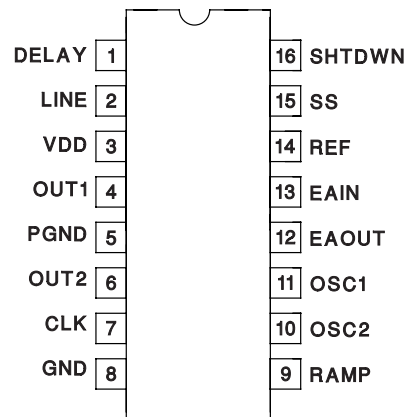 DELAY 1 16 SHTDWN
LINE 2 15 SS
VDD 3 14 REF
OUT1 4 13 EAIN
PGND 5 12 EAOUT
OUT2 6 11 OSC1
CLK 7 10 OSC2
GND 8 9 RAMP